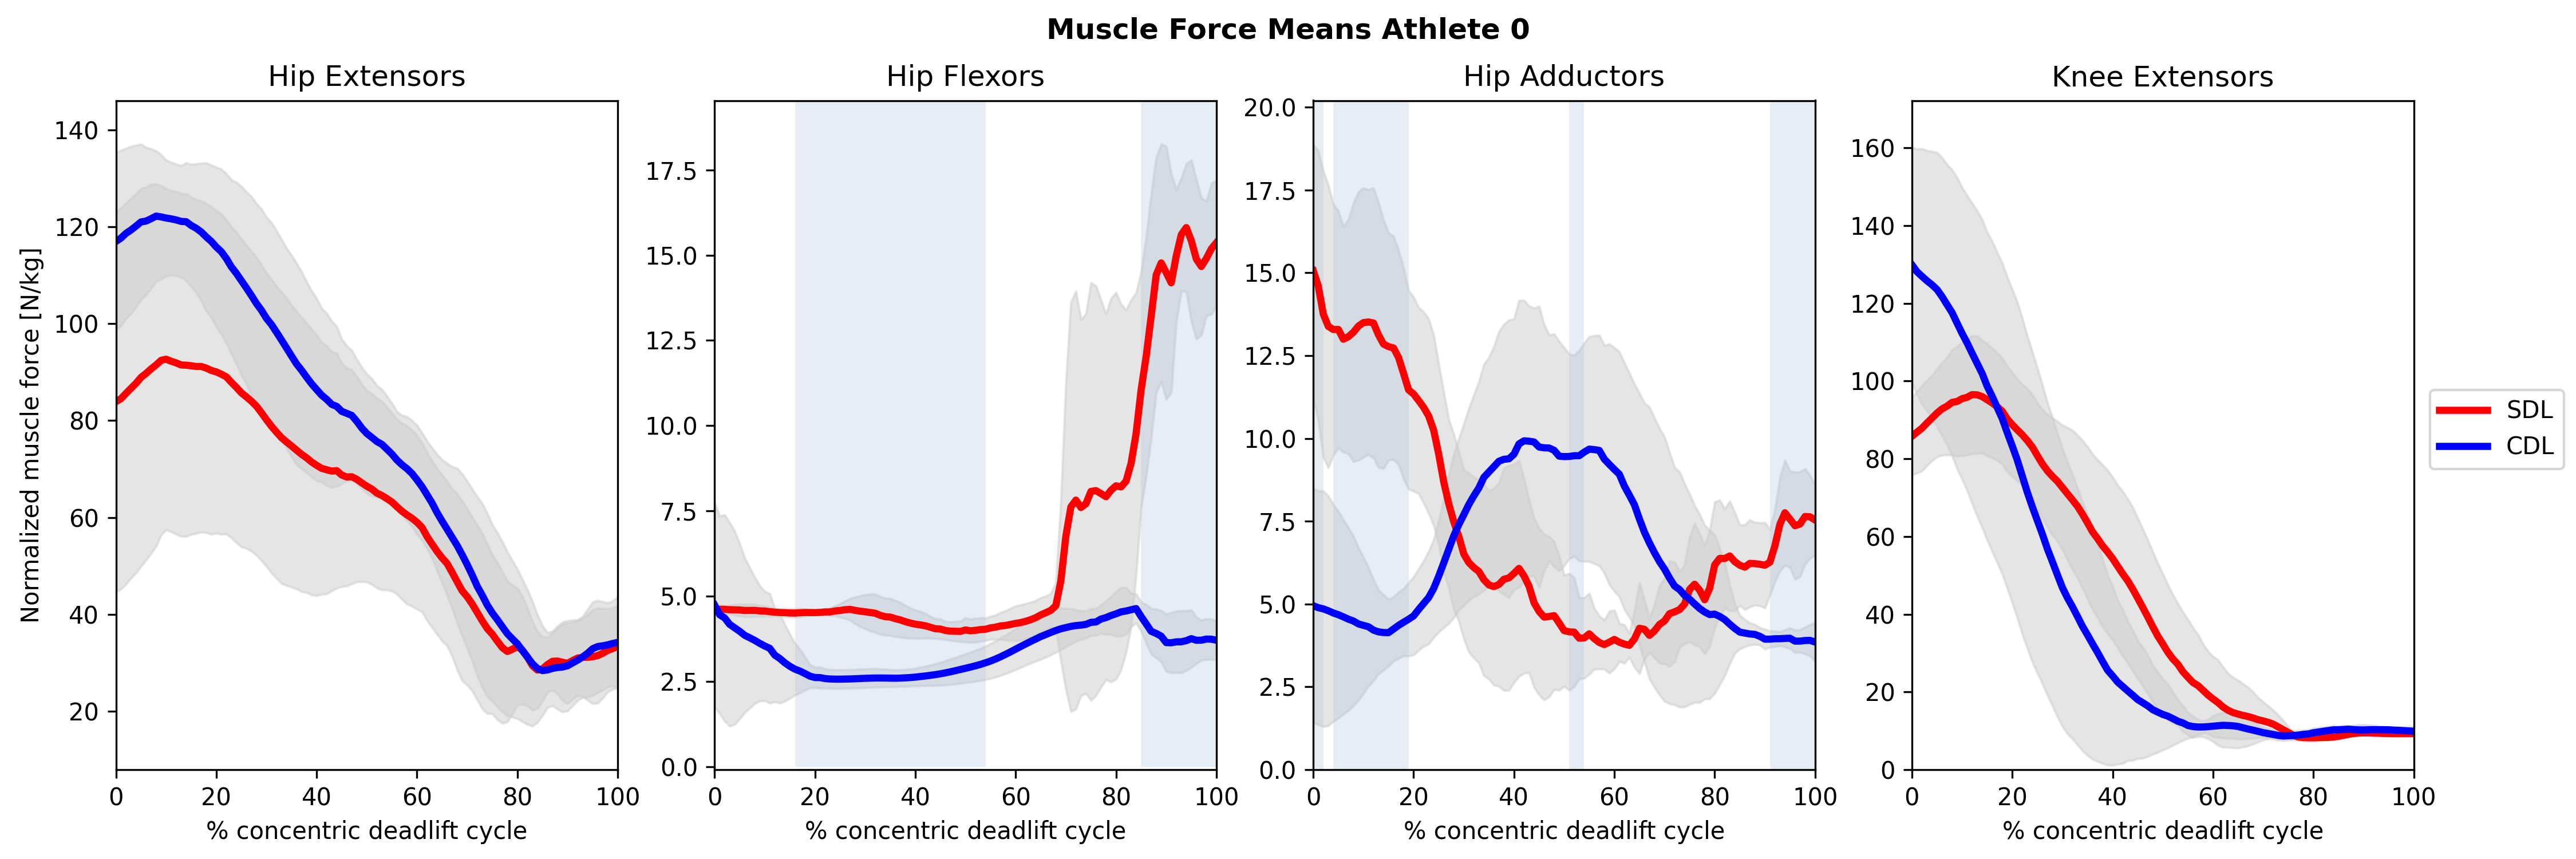 Muscle Force Means Athlete 0
Hip Extensors
Hip Flexors
Hip Adductors
Knee Extensors
Normalized muscle force [N/kg]
140
120
100
80
60
40
20
0 20 40 60 80 100
% concentric deadlift cycle
17.5
15.0
12.5
10.0
7.5
5.0
2.5
0.0
0 20 40 60 80 100
% concentric deadlift cycle
20.0
17.5
15.0
12.5
10.0
7.5
5.0
2.5
0.0
0 20 40 60 80 100
% concentric deadlift cycle
160
140
120
100
80
60
40
20
0
0 20 40 60 80 100
% concentric deadlift cycle
SDL
CDL